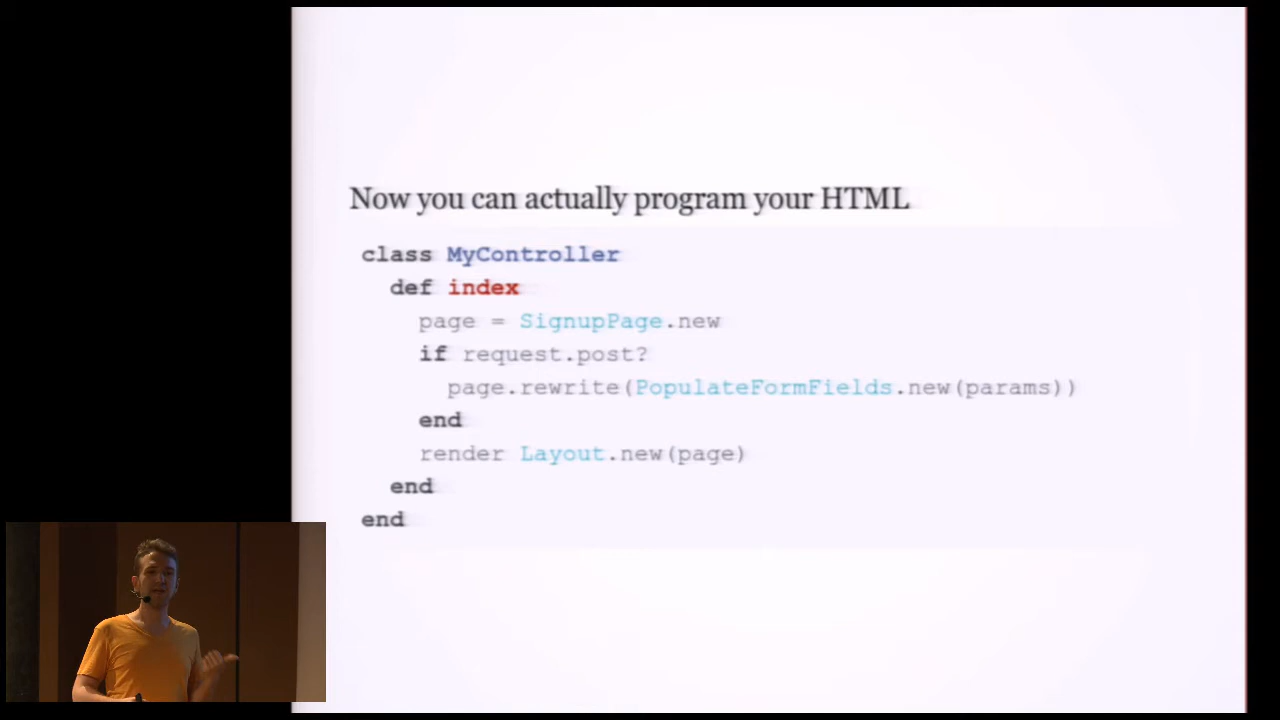 Now you can actually program your HTML
class MyController
def index
page = SignupPage.new
if request.post?
page.rewrite(PopulateFormFields.new(params))
end
render Layout.new(page)
end
end